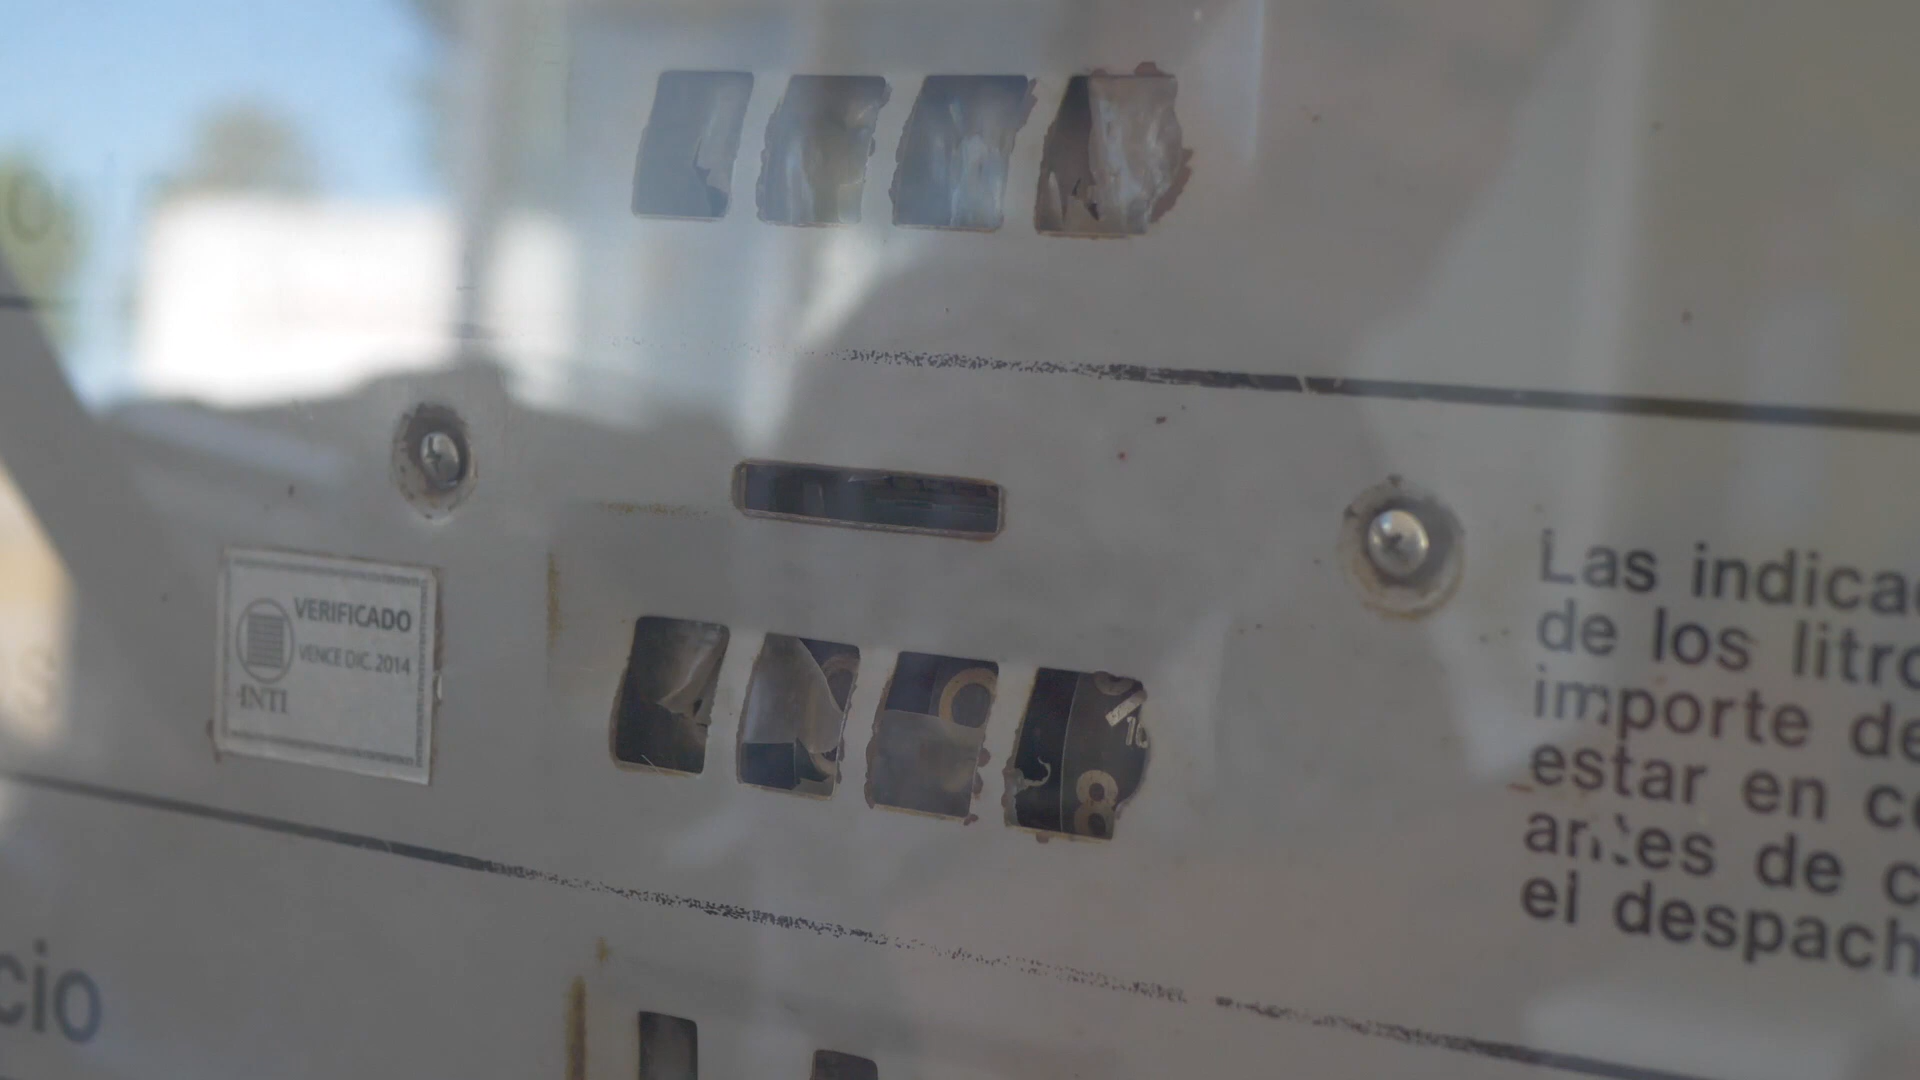 VERIFICADO
VENCE DIC. 2014
INTI
8
Las indica
de los litro
importe de
estar en c
antes de c
el despach
cio